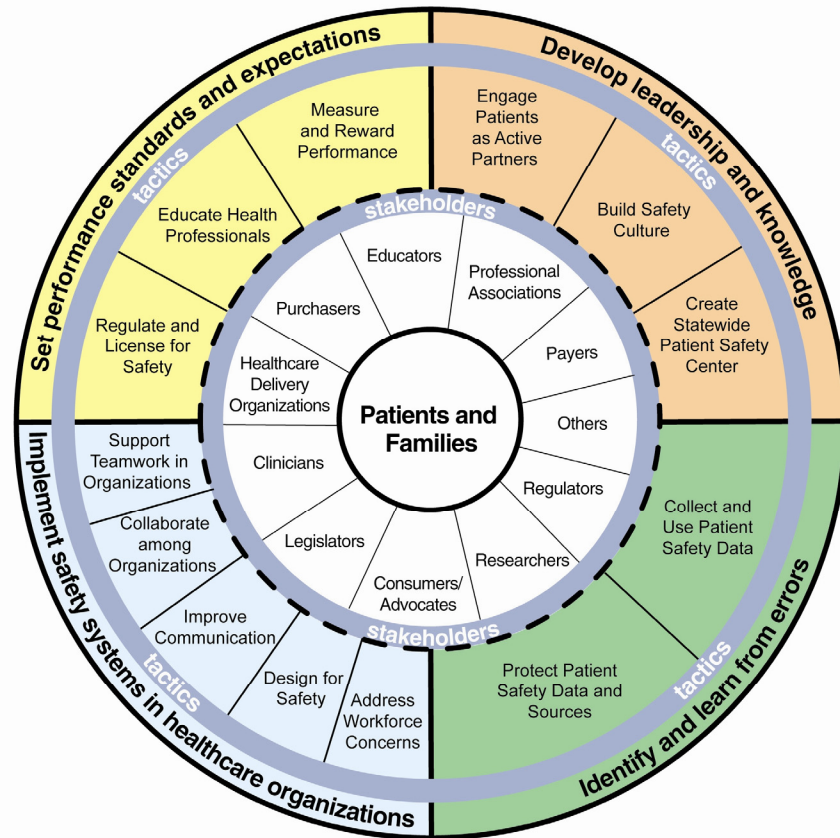 Set performance standards and expectations
Develop leadership and knowledge
tactics
tactics
Measure
and Reward
Performance
Educate Health
Professionals
Regulate and
License for
Safety
Engage
Patients
as Active
Partners
Build Safety
Culture
Create
Statewide
Patient Safety
Center
stakeholders
Educators
Professional
Associations
Purchasers
Payers
Healthcare
Delivery
Organizations
Others
Patients and
Families
Clinicians
Regulators
Legislators
Researchers
Consumers/
Advocates
stakeholders
Support
Teamwork in
Organizations
Collaborate
among
Organizations
Improve
Communication
Design for
Safety
Address
Workforce
Concerns
Collect and
Use Patient
Safety Data
Protect Patient
Safety Data and
Sources
tactics
tactics
Implement safety systems in healthcare organizations
Identify and learn from errors